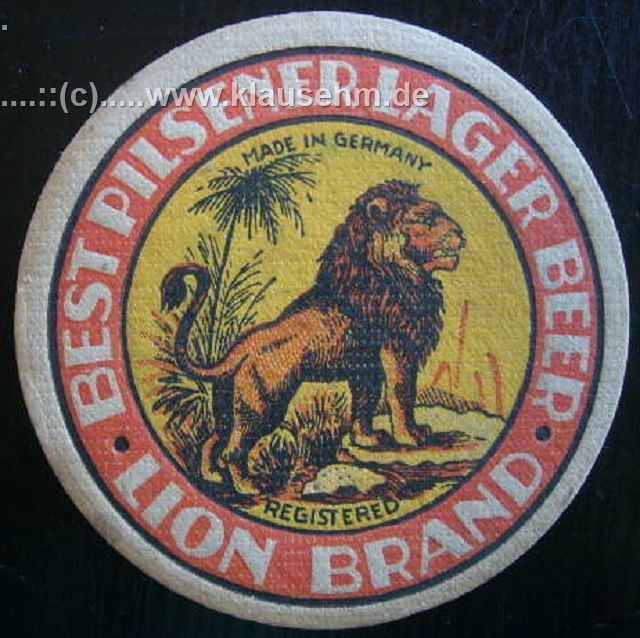 .....::(c).....www.klausehm.de
BEST PILSENER LAGER BEER
MADE IN GERMANY
REGISTERED
· LION BRAND ·